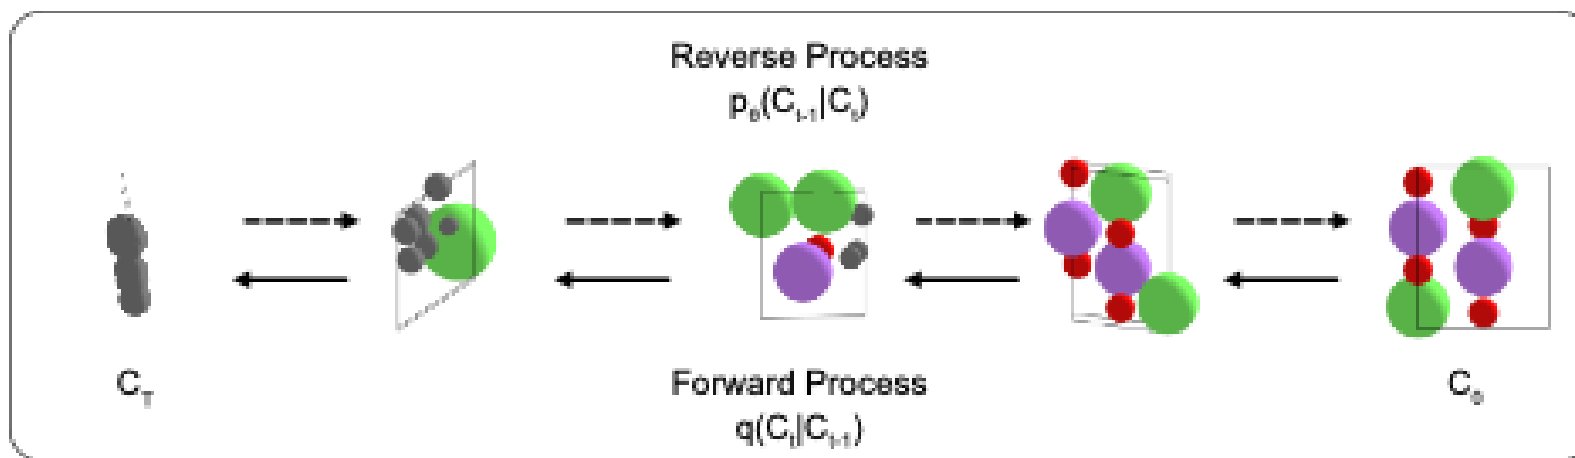 Reverse Process
pθ(Ct-1|Ct)
CT
C0
Forward Process
q(Ct|Ct-1)